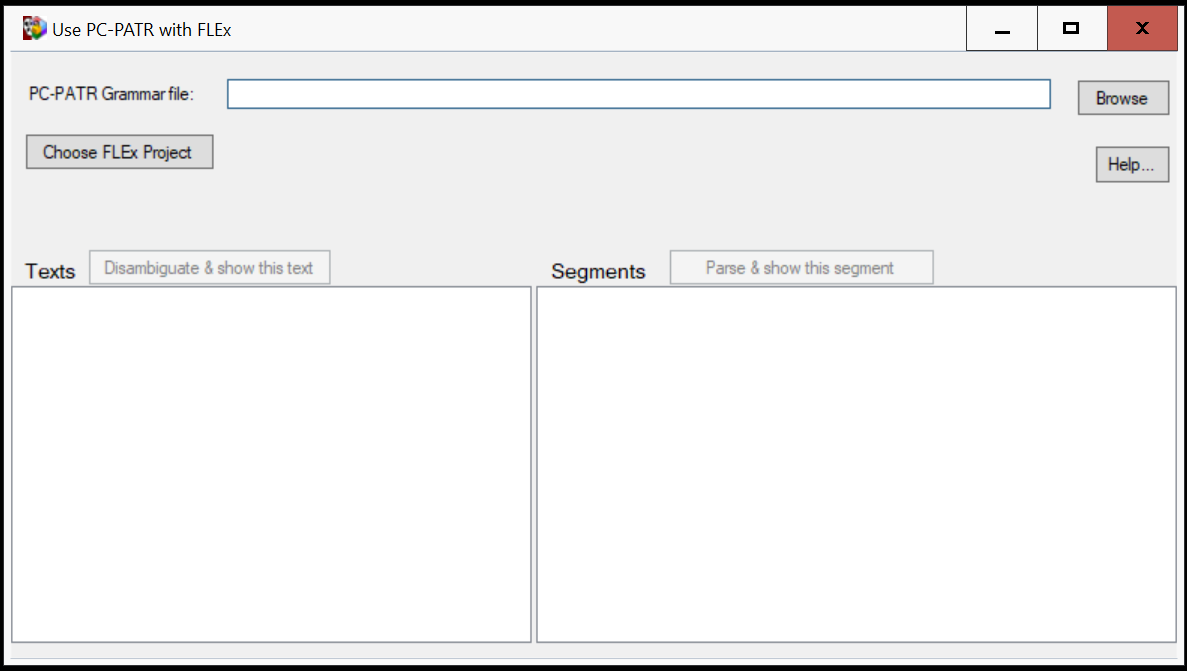 Use PC-PATR with FLEx
PC-PATR Grammar file:
Browse
Choose FLEx Project
Help...
Texts
Disambiguate & show this text
Segments
Parse & show this segment